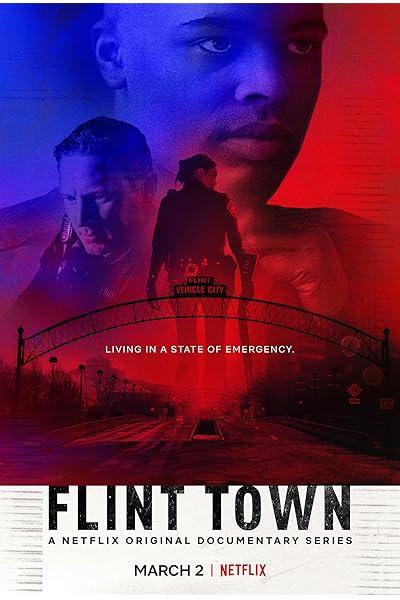 FLINT
VEHICLE CITY
LIVING IN A STATE OF EMERGENCY.
FLINT TOWN
A NETFLIX ORIGINAL DOCUMENTARY SERIES
MARCH 2 | NETFLIX